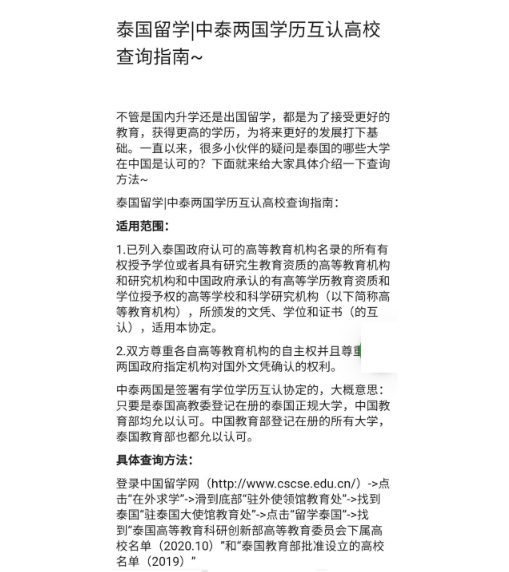 泰国留学|中泰两国学历互认高校
查询指南~
不管是国内升学还是出国留学，都是为了接受更好的
教育，获得更高的学历，为将来更好的发展打下基
础。一直以来，很多小伙伴的疑问是泰国的哪些大学
在中国是认可的？下面就来给大家具体介绍一下查询
方法~
泰国留学|中泰两国学历互认高校查询指南：
适用范围：
1.已列入泰国政府认可的高等教育机构名录的所有有
权授予学位或者具有研究生教育资质的高等教育机构
和研究机构和中国政府承认的有高等学历教育资质和
学位授予权的高等学校和科学研究机构（以下简称高
等教育机构），所颁发的文凭、学位和证书（的互
认），适用本协定。
2.双方尊重各自高等教育机构的自主权并且尊重
两国政府指定机构对国外文凭确认的权利。
中泰两国是签署有学位学历互认协定的，大概意思：
只要是泰国高教委登记在册的泰国正规大学，中国教
育部均允以认可。中国教育部登记在册的所有大学，
泰国教育部也都允以认可。
具体查询方法：
登录中国留学网（http://www.cscse.edu.cn/）->点
击“在外求学”->滑到底部“驻外使领馆教育处”->找到
泰国“驻泰国大使馆教育处”->点击“留学泰国”->找
到“泰国高等教育科研创新部高等教育委员会下属高
校名单（2020.10）”和“泰国教育部批准设立的高校
名单（2019）”